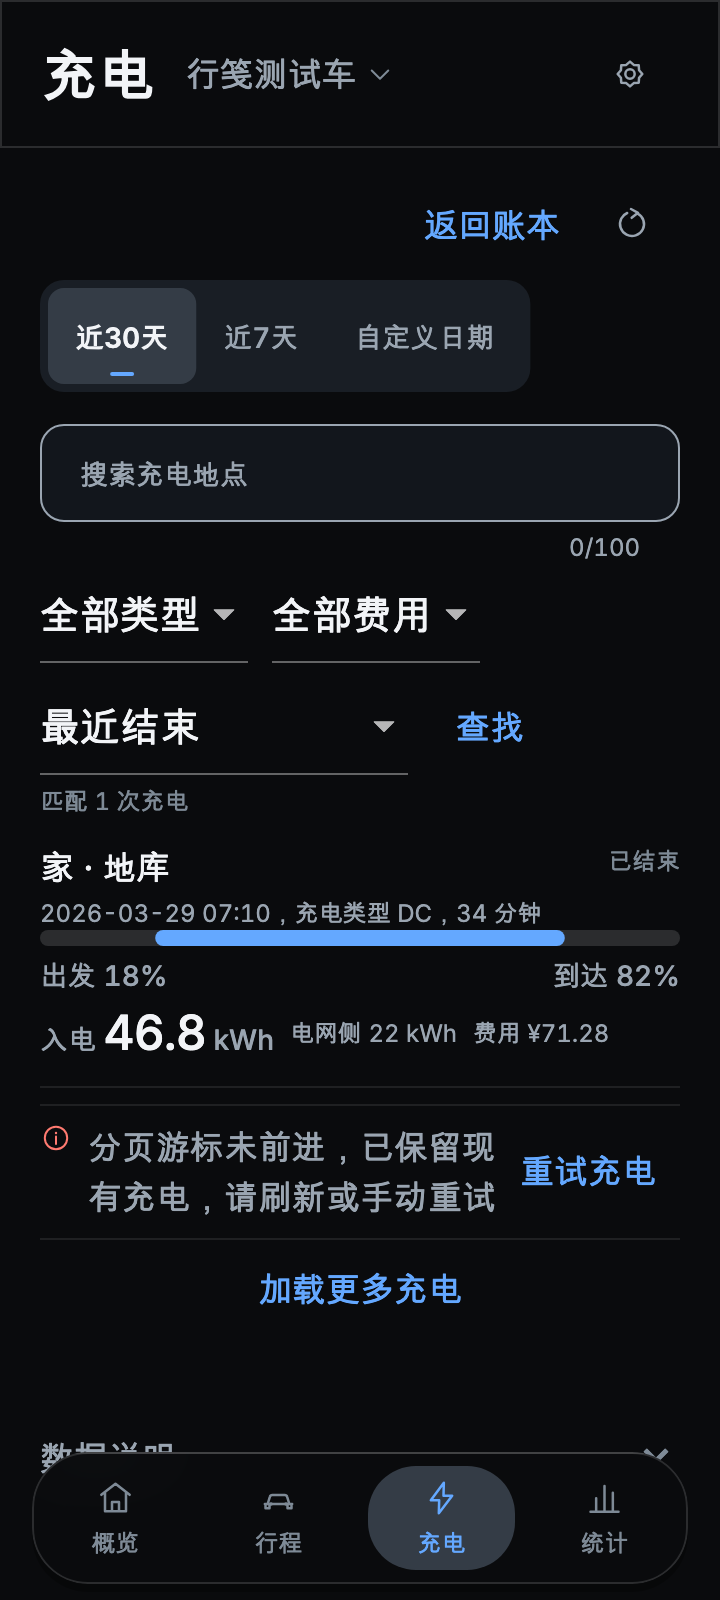 充电 行笺测试车
返回账本
近30天 近7天 自定义日期
搜索充电地点
0/100
全部类型 全部费用
最近结束 查找
匹配 1 次充电
家 · 地库 已结束
2026-03-29 07:10，充电类型 DC，34 分钟
出发 18% 到达 82%
入电 46.8 kWh 电网侧 22 kWh 费用 ¥71.28
分页游标未前进，已保留现
有充电，请刷新或手动重试
重试充电
加载更多充电
数据说明
概览 行程 充电 统计